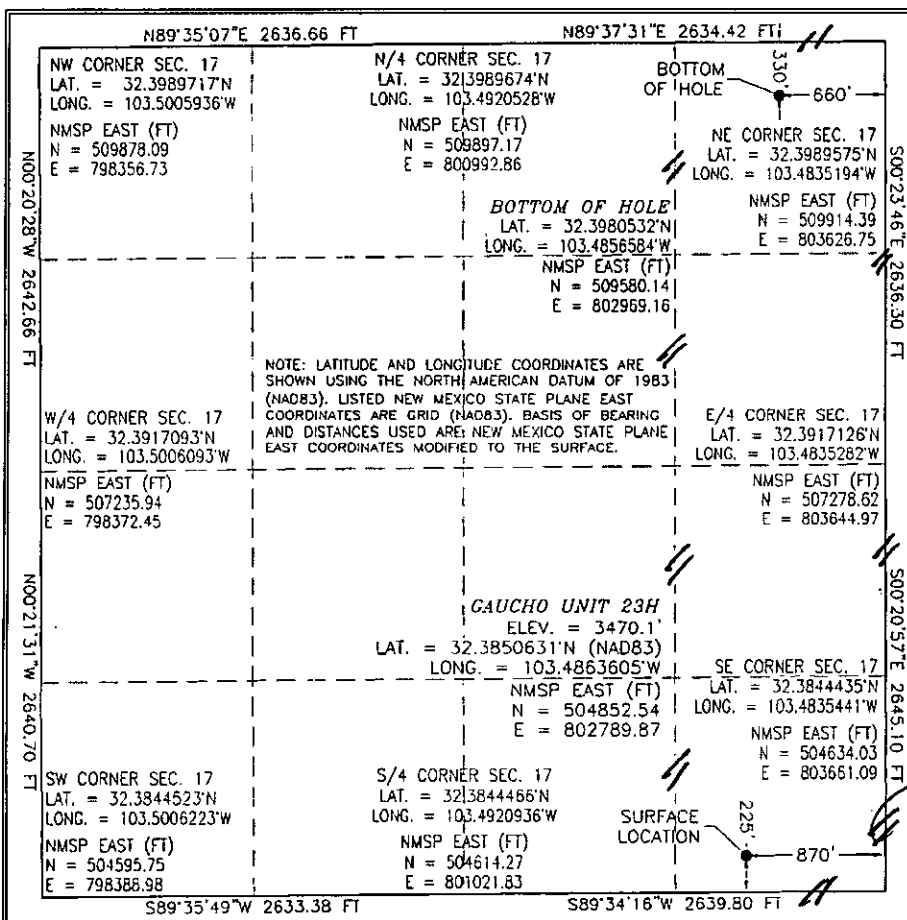 N89°35'07"E 2636.66 FT
N89°37'31"E 2634.42 FT
NW CORNER SEC. 17
LAT. = 32.3989717'N
LONG. = 103.5005936'W
NMSP EAST (FT)
N = 509878.09
E = 798356.73
N/4 CORNER SEC. 17
LAT. = 32.3989674'N
LONG. = 103.4920528'W
NMSP EAST (FT)
N = 509897.17
E = 800992.86
BOTTOM
OF HOLE
330'
660'
NE CORNER SEC. 17
LAT. = 32.3989575'N
LONG. = 103.4835194'W
NMSP EAST (FT)
N = 509914.39
E = 803626.75
N00°20'28"W 2642.66 FT
S00°23'46"E 2636.30 FT
BOTTOM OF HOLE
LAT. = 32.3980532'N
LONG. = 103.4856584'W
NMSP EAST (FT)
N = 509580.14
E = 802969.16
NOTE: LATITUDE AND LONGITUDE COORDINATES ARE
SHOWN USING THE NORTH AMERICAN DATUM OF 1983
(NAD83). LISTED NEW MEXICO STATE PLANE EAST
COORDINATES ARE GRID (NAD83). BASIS OF BEARING
AND DISTANCES USED ARE NEW MEXICO STATE PLANE
EAST COORDINATES MODIFIED TO THE SURFACE.
W/4 CORNER SEC. 17
LAT. = 32.3917093'N
LONG. = 103.5006093'W
NMSP EAST (FT)
N = 507235.94
E = 798372.45
E/4 CORNER SEC. 17
LAT. = 32.3917126'N
LONG. = 103.4835282'W
NMSP EAST (FT)
N = 507278.62
E = 803644.97
N00°21'31"W 2640.70 FT
S00°20'57"E 2645.10 FT
GAUCHO UNIT 23H
ELEV. = 3470.1'
LAT. = 32.3850631'N (NAD83)
LONG. = 103.4863605'W
NMSP EAST (FT)
N = 504852.54
E = 802789.87
SE CORNER SEC. 17
LAT. = 32.3844435'N
LONG. = 103.4835441'W
NMSP EAST (FT)
N = 504634.03
E = 803661.09
SW CORNER SEC. 17
LAT. = 32.3844523'N
LONG. = 103.5006223'W
NMSP EAST (FT)
N = 504595.75
E = 798388.98
S/4 CORNER SEC. 17
LAT. = 32.3844466'N
LONG. = 103.4920936'W
NMSP EAST (FT)
N = 504614.27
E = 801021.83
SURFACE
LOCATION
225'
870'
S89°35'49"W 2633.38 FT
S89°34'16"W 2639.80 FT